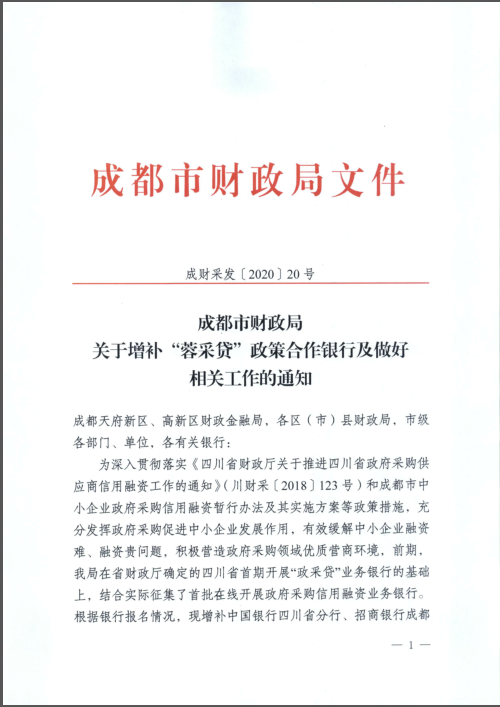 成都市财政局文件
成财采发〔2020〕20号
成都市财政局
关于增补“蓉采贷”政策合作银行及做好
相关工作的通知
成都天府新区、高新区财政金融局，各区（市）县财政局，市级
各部门、单位，各有关银行：
为深入贯彻落实《四川省财政厅关于推进四川省政府采购供
应商信用融资工作的通知》（川财采〔2018〕123号）和成都市中
小企业政府采购信用融资暂行办法及其实施方案等政策措施，充
分发挥政府采购促进中小企业发展作用，有效缓解中小企业融资
难、融资贵问题，积极营造政府采购领域优质营商环境，前期，
我局在省财政厅确定的四川省首期开展“政采贷”业务银行的基础
上，结合实际征集了首批在线开展政府采购信用融资业务银行。
根据银行报名情况，现增补中国银行四川省分行、招商银行成都
— 1 —